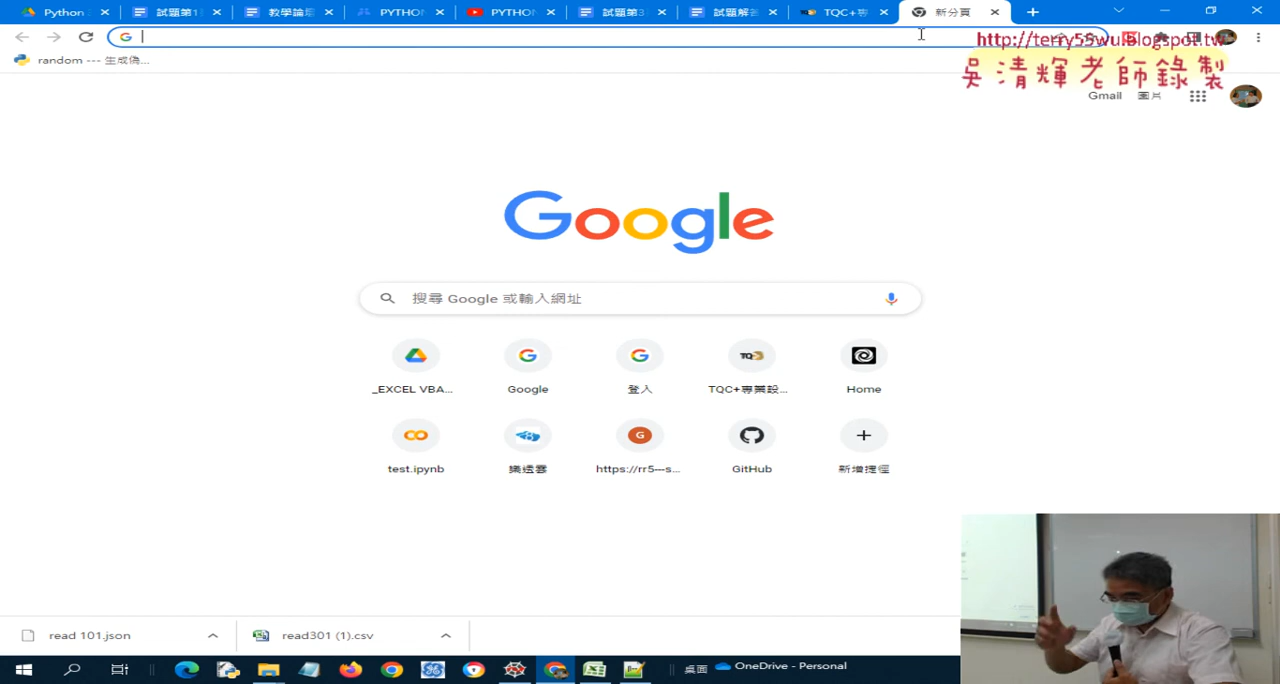 Python
試題第1
教學論壇
PYTHON
PYTHON
試題第3
試題解答
TQC+專
新分頁
http://terry55wu.blogspot.tw
random --- 生成偽...
吳清輝老師錄製
Gmail 圖片
Google
搜尋 Google 或輸入網址
_EXCEL VBA...
Google
登入
TQC+專業設...
Home
test.ipynb
https://rr5---s...
GitHub
新增捷徑
read 101.json
read301 (1).csv
桌面
OneDrive - Personal